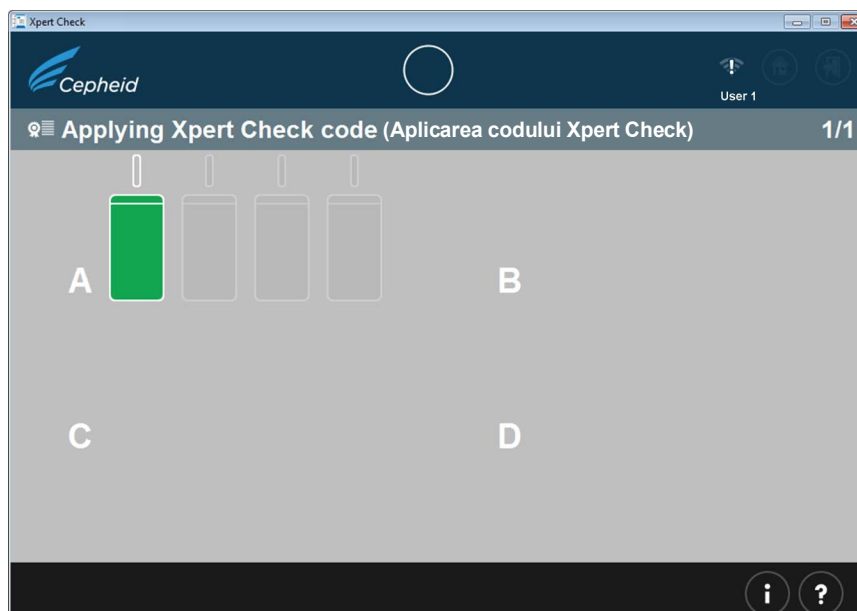 Xpert Check
Cepheid
User 1
Applying Xpert Check code (Aplicarea codului Xpert Check) 1/1
A B
C D
i ?